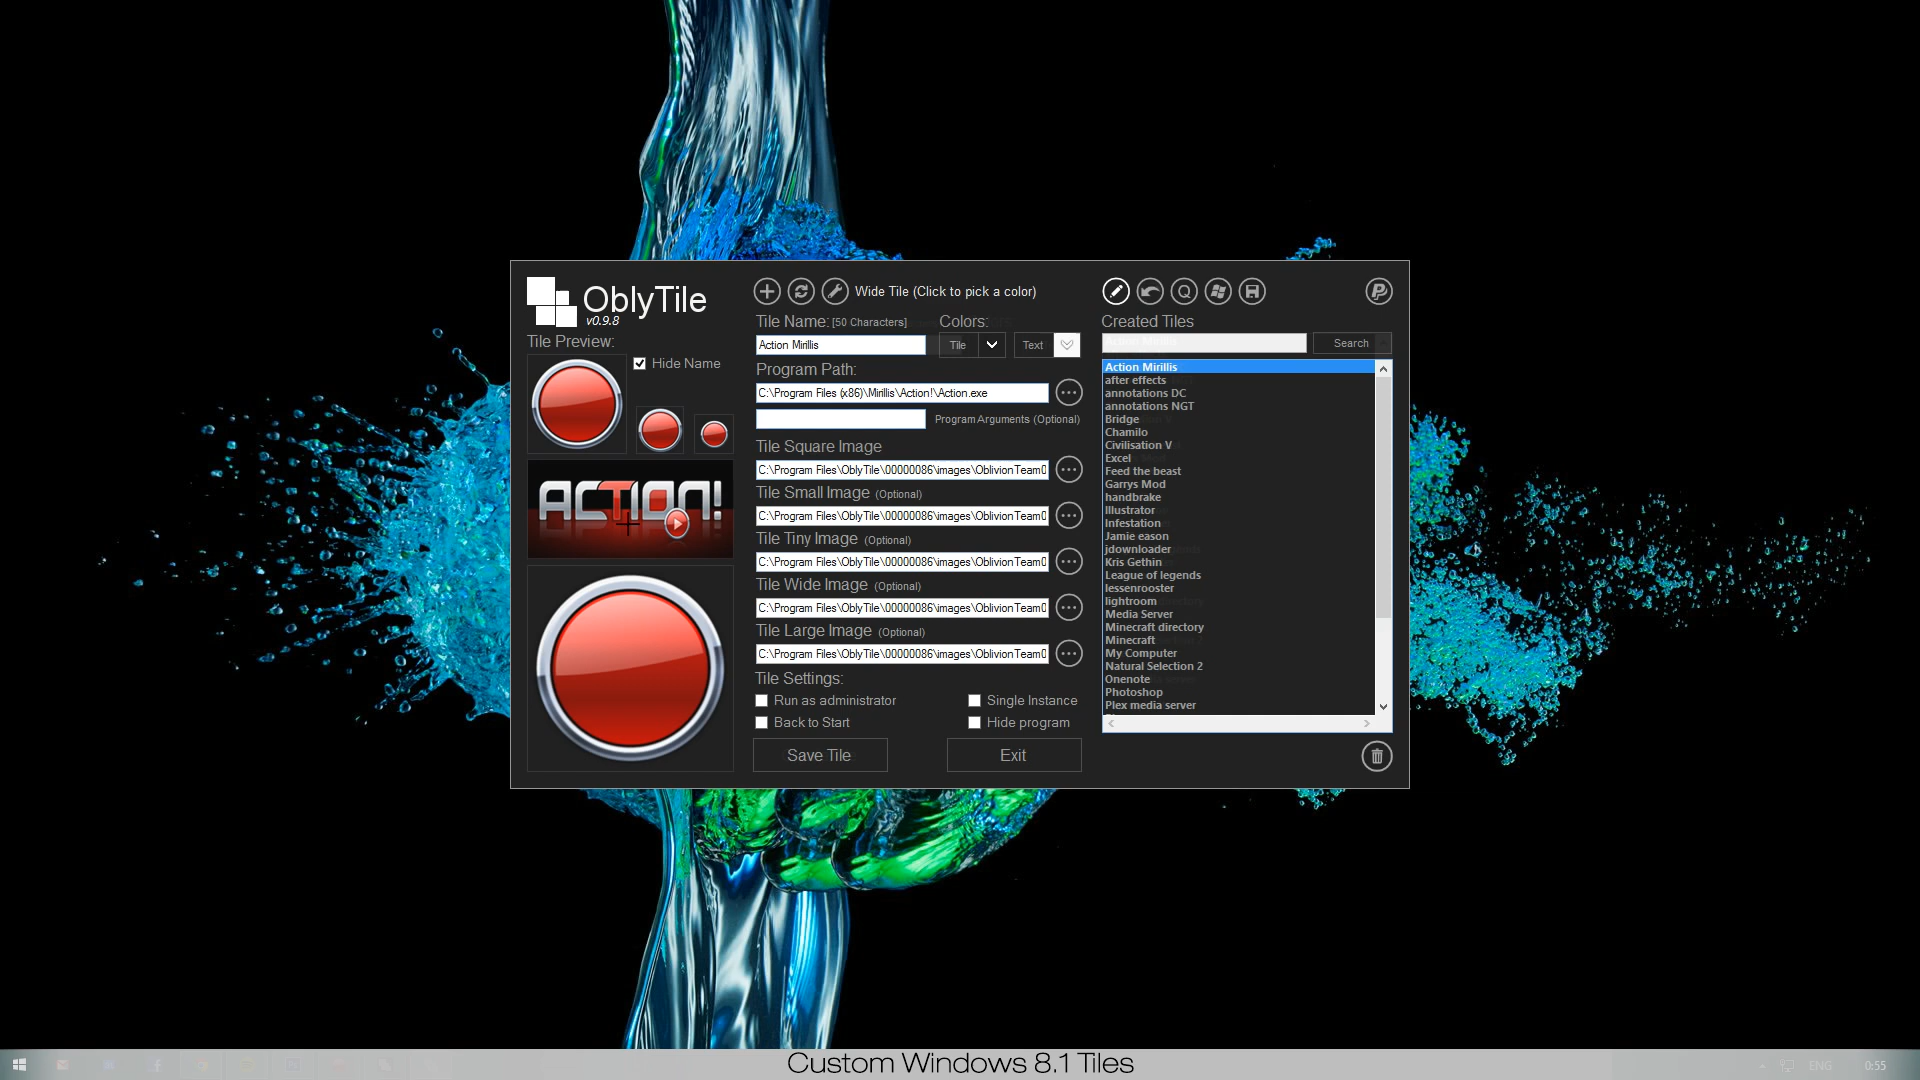 OblyTile
v0.9.8
Tile Preview:
Hide Name
ACTION!
Wide Tile (Click to pick a color)
Tile Name: [50 Characters]
Colors:
Action Mirillis
Tile
Text
Program Path:
C:\Program Files (x86)\Mirillis\Action!\Action.exe
Program Arguments (Optional)
Tile Square Image
C:\Program Files\OblyTile\00000086\images\OblivionTeam0
Tile Small Image (Optional)
C:\Program Files\OblyTile\00000086\images\OblivionTeam0
Tile Tiny Image (Optional)
C:\Program Files\OblyTile\00000086\images\OblivionTeam0
Tile Wide Image (Optional)
C:\Program Files\OblyTile\00000086\images\OblivionTeam0
Tile Large Image (Optional)
C:\Program Files\OblyTile\00000086\images\OblivionTeam0
Tile Settings:
Run as administrator
Single Instance
Back to Start
Hide program
Save Tile
Exit
Created Tiles
Search
Action Mirillis
after effects
annotations DC
annotations NGT
Bridge
Chamilo
Civilisation V
Excel
Feed the beast
Garrys Mod
handbrake
Illustrator
Infestation
Jamie eason
jdownloader
Kris Gethin
League of legends
lessenrooster
lightroom
Media Server
Minecraft directory
Minecraft
My Computer
Natural Selection 2
Onenote
Photoshop
Plex media server
Custom Windows 8.1 Tiles
ENG
0:55